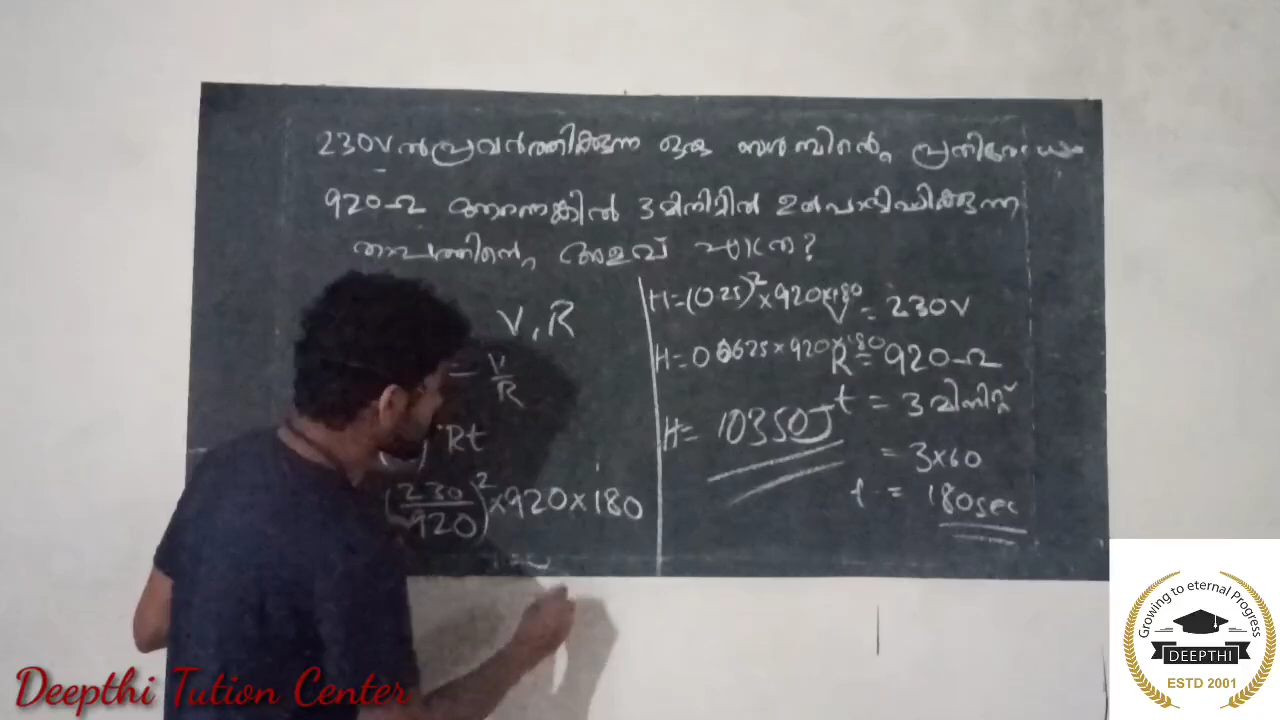 230V ൽ പ്രവർത്തിക്കുന്ന ഒരു ബൾബിന്റെ പ്രതിരോധം
920Ω ആണെങ്കിൽ 3 മിനിറ്റിൽ ഉത്പാദിപ്പിക്കുന്ന
താപത്തിന്റെ അളവ് എത്ര?
V, R
= V/R
Rt
(230/920)² × 920 × 180
H = (0.25)² × 920 × 180
H = 0.0625 × 920 × 180
H = 10350J
V = 230V
R = 920Ω
t = 3 മിനിറ്റ്
= 3×60
t = 180sec
Deepthi Tution Center
Growing to eternal Progress
DEEPTHI
ESTD 2001